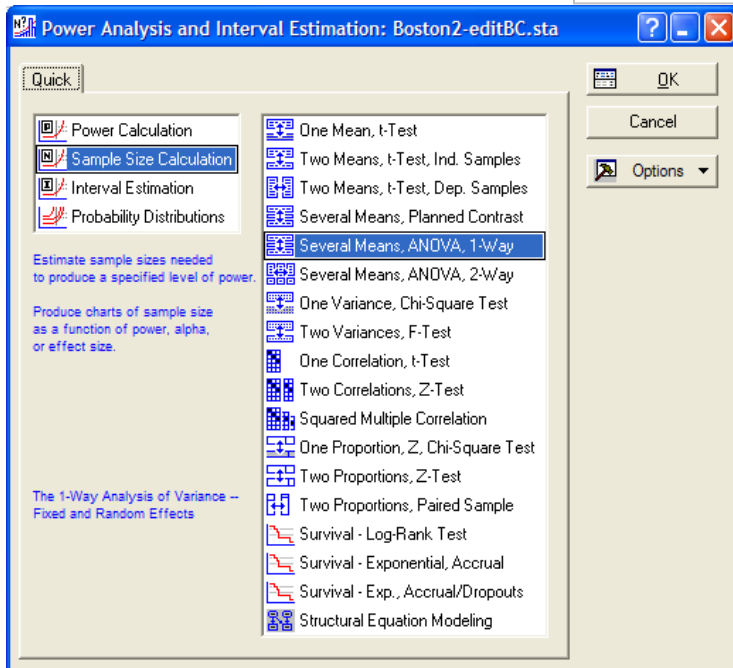 Power Analysis and Interval Estimation: Boston2-editBC.sta
Quick
OK
Cancel
Options
Power Calculation
Sample Size Calculation
Interval Estimation
Probability Distributions
Estimate sample sizes needed
to produce a specified level of power.
Produce charts of sample size
as a function of power, alpha,
or effect size.
The 1-Way Analysis of Variance --
Fixed and Random Effects
One Mean, t-Test
Two Means, t-Test, Ind. Samples
Two Means, t-Test, Dep. Samples
Several Means, Planned Contrast
Several Means, ANOVA, 1-Way
Several Means, ANOVA, 2-Way
One Variance, Chi-Square Test
Two Variances, F-Test
One Correlation, t-Test
Two Correlations, Z-Test
Squared Multiple Correlation
One Proportion, Z, Chi-Square Test
Two Proportions, Z-Test
Two Proportions, Paired Sample
Survival - Log-Rank Test
Survival - Exponential, Accrual
Survival - Exp., Accrual/Dropouts
Structural Equation Modeling